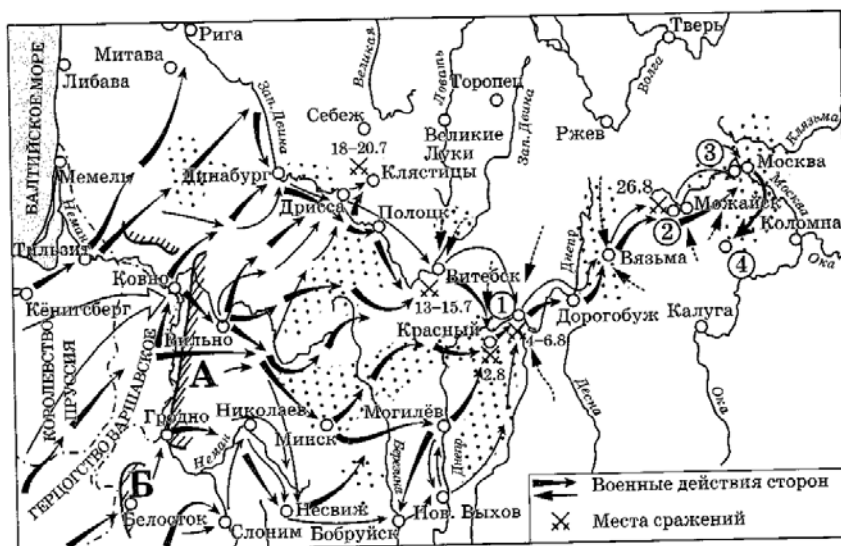 Тверь
Рига
Митава
Либава
БАЛТИЙСКОЕ МОРЕ
Великая
Ловать
Торопец
Волга
Зап. Двина
Себеж
Великие
Луки
Зап. Двина
Ржев
Клязьма
18–20.7
Клястицы
3
Москва
Динабург
Мемель
Неман
Дрисса
Полоцк
26.8
Можайск
2
Москва
Коломна
Тильзит
Ковно
Витебск
Днепр
Вязьма
4
Ока
Кёнигсберг
13–15.7
1
Дорогобуж
Калуга
Вильно
Красный
4–6.8
2.8
А
КОРОЛЕВСТВО
ПРУССИЯ
ГЕРЦОГСТВО ВАРШАВСКОЕ
Гродно
Николаев
Минск
Могилёв
Десна
Ока
Неман
Березина
Днепр
Б
Белосток
Слоним
Несвиж
Бобруйск
Нов. Выхов
Военные действия сторон
Места сражений